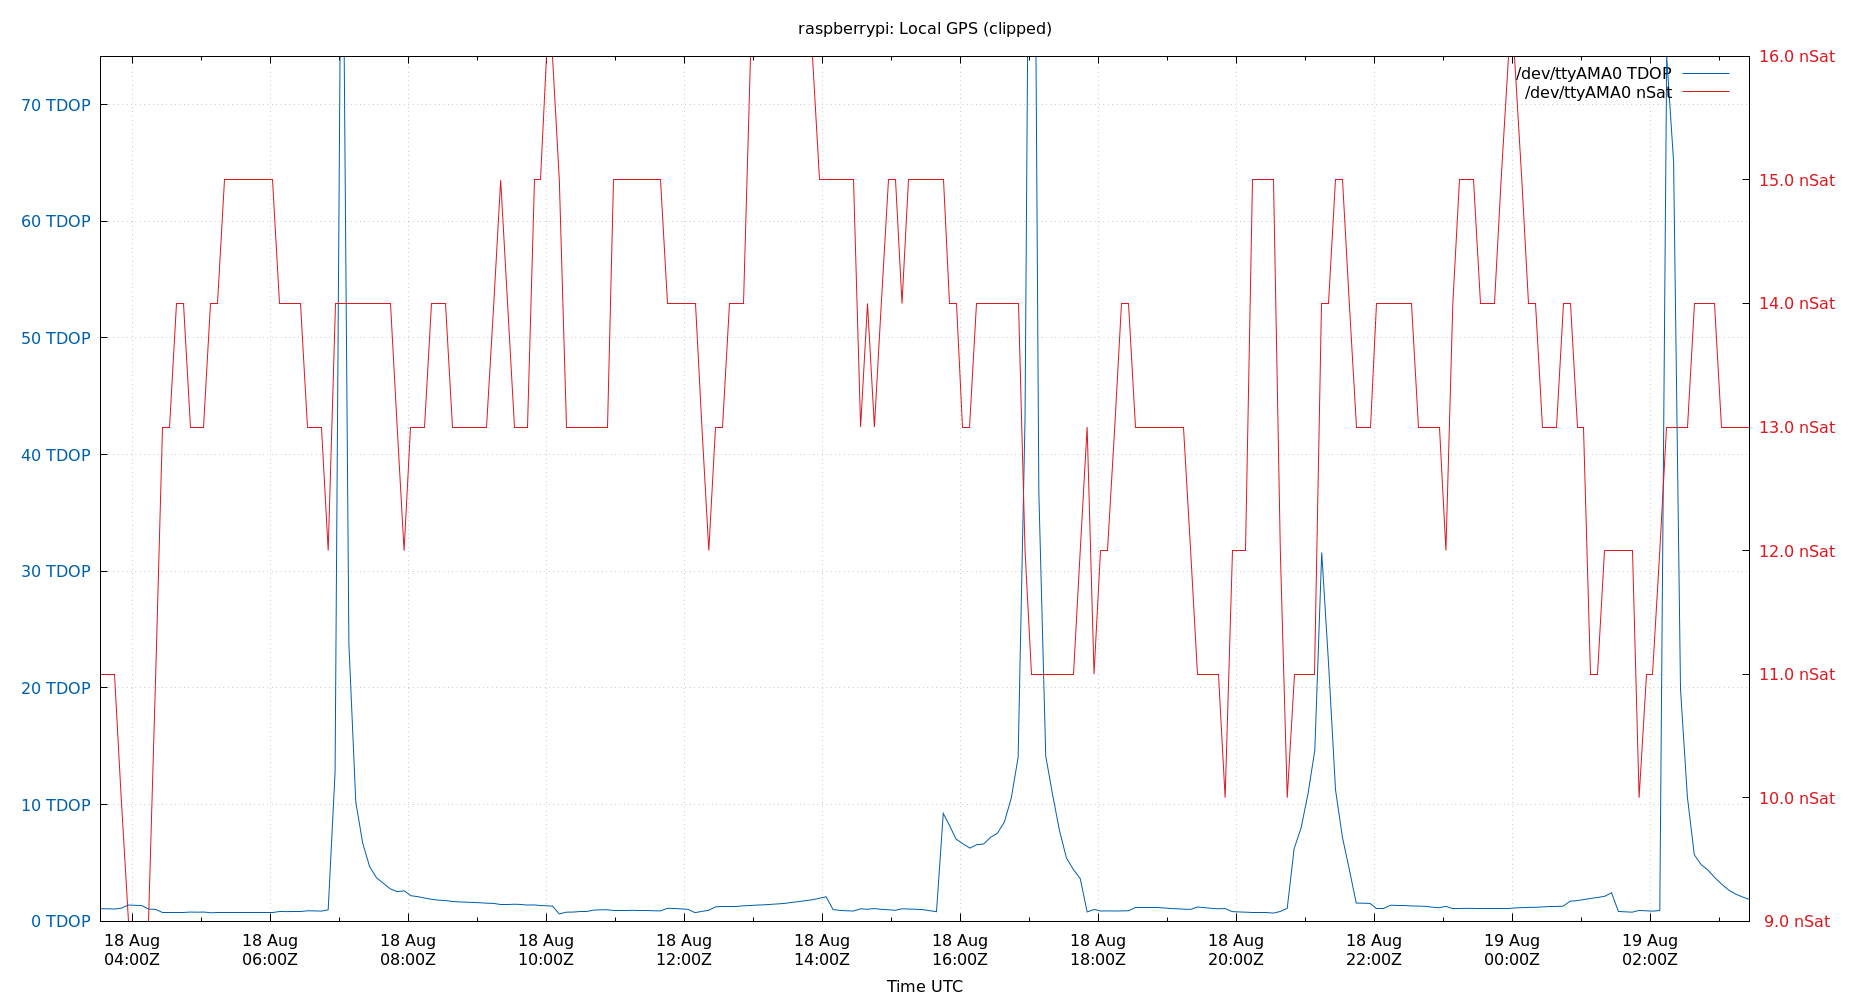 raspberrypi: Local GPS (clipped)
/dev/ttyAMA0 TDOP
/dev/ttyAMA0 nSat
70 TDOP
60 TDOP
50 TDOP
40 TDOP
30 TDOP
20 TDOP
10 TDOP
0 TDOP
16.0 nSat
15.0 nSat
14.0 nSat
13.0 nSat
12.0 nSat
11.0 nSat
10.0 nSat
9.0 nSat
18 Aug 18 Aug 18 Aug 18 Aug 18 Aug 18 Aug 18 Aug 18 Aug 18 Aug 18 Aug 19 Aug 19 Aug
04:00Z 06:00Z 08:00Z 10:00Z 12:00Z 14:00Z 16:00Z 18:00Z 20:00Z 22:00Z 00:00Z 02:00Z
Time UTC